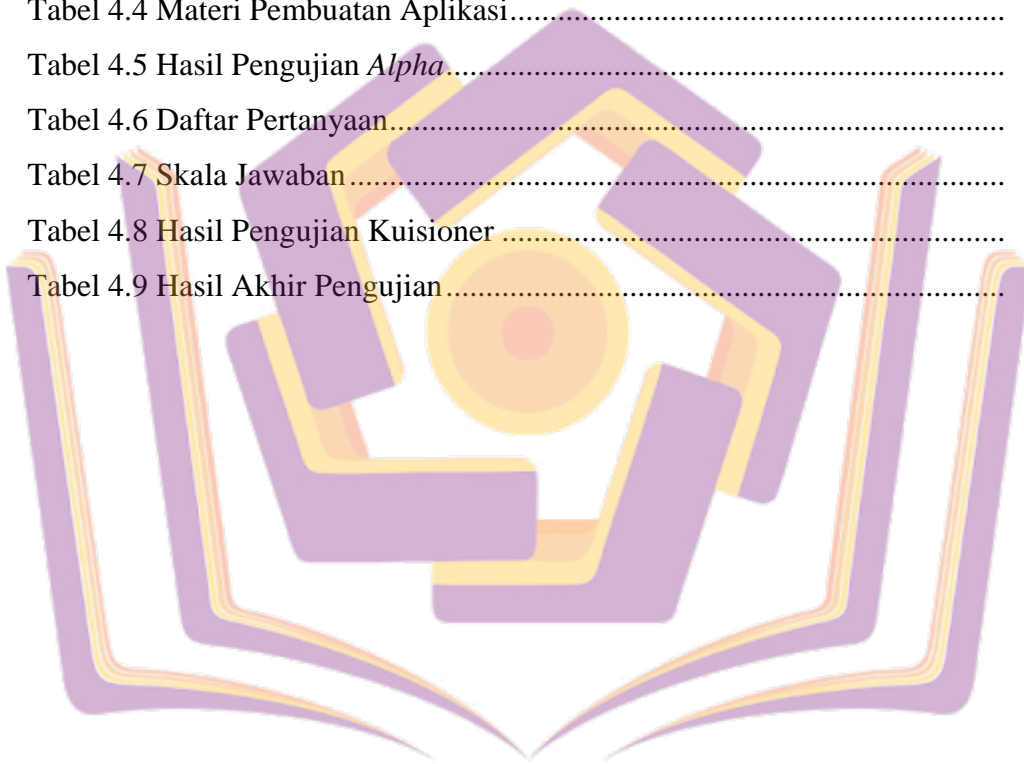 Tabel 4.4 Materi Pembuatan Aplikasi........................................................
Tabel 4.5 Hasil Pengujian Alpha................................................................
Tabel 4.6 Daftar Pertanyaan.......................................................................
Tabel 4.7 Skala Jawaban............................................................................
Tabel 4.8 Hasil Pengujian Kuisioner..........................................................
Tabel 4.9 Hasil Akhir Pengujian................................................................